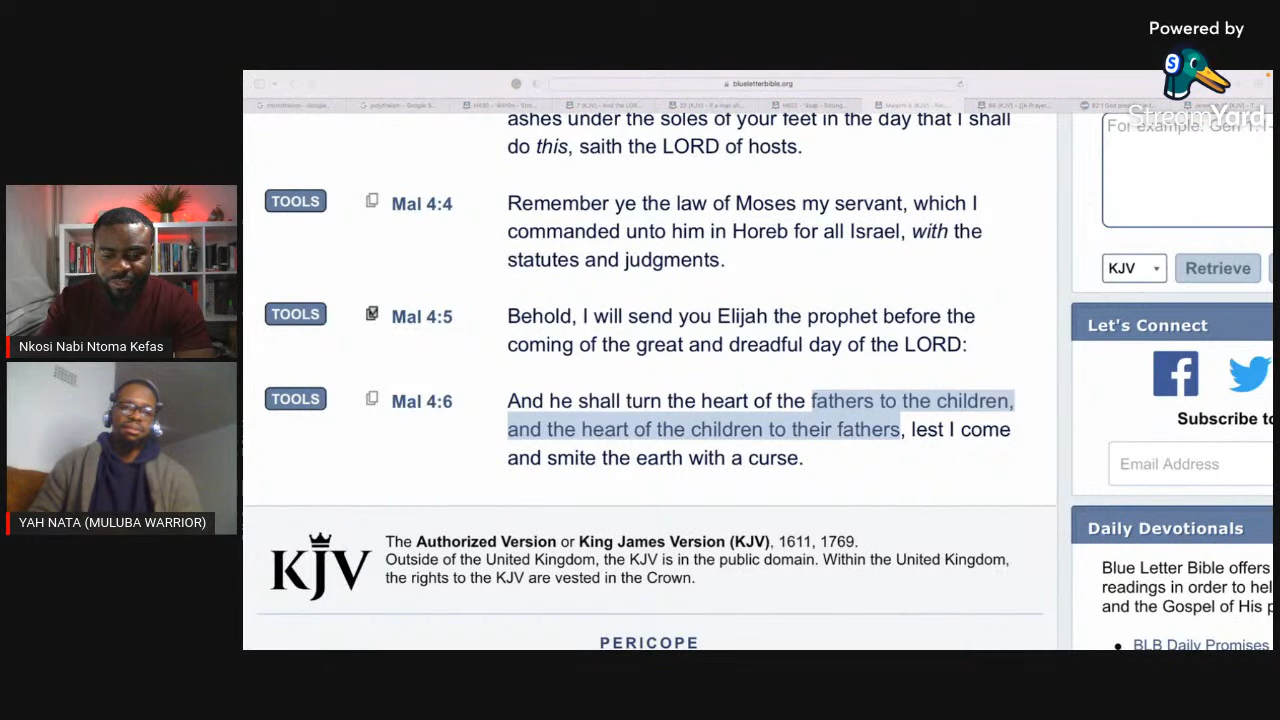 Powered by
StreamYard
blueletterbible.org
ashes under the soles of your feet in the day that I shall
do this, saith the LORD of hosts.
TOOLS
Mal 4:4
Remember ye the law of Moses my servant, which I
commanded unto him in Horeb for all Israel, with the
statutes and judgments.
TOOLS
Mal 4:5
Behold, I will send you Elijah the prophet before the
coming of the great and dreadful day of the LORD:
TOOLS
Mal 4:6
And he shall turn the heart of the fathers to the children,
and the heart of the children to their fathers, lest I come
and smite the earth with a curse.
KJV
The Authorized Version or King James Version (KJV), 1611, 1769.
Outside of the United Kingdom, the KJV is in the public domain. Within the United Kingdom,
the rights to the KJV are vested in the Crown.
PERICOPE
For example: Gen 1:1-
KJV
Retrieve
Let's Connect
Subscribe to
Email Address
Daily Devotionals
Blue Letter Bible offers
readings in order to hel
and the Gospel of His p
BLB Daily Promises
Nkosi Nabi Ntoma Kefas
YAH NATA (MULUBA WARRIOR)